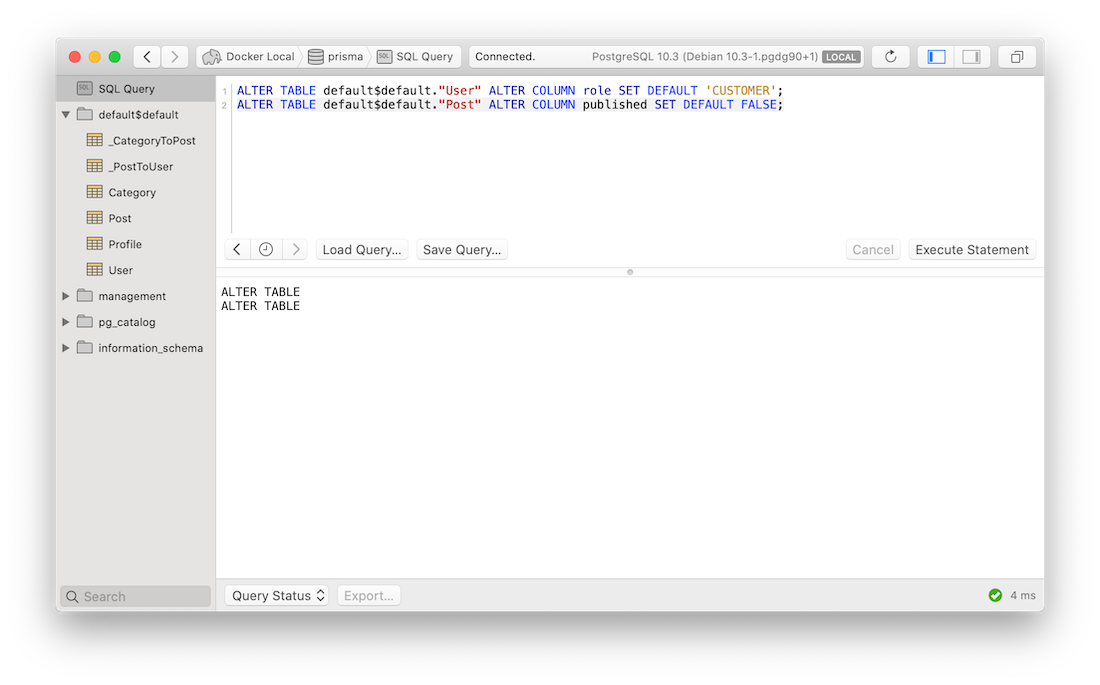 Docker Local prisma SQL SQL Query Connected. PostgreSQL 10.3 (Debian 10.3-1.pgdg90+1) LOCAL
SQL SQL Query
default$default
_CategoryToPost
_PostToUser
Category
Post
Profile
User
management
pg_catalog
information_schema
Search
1 ALTER TABLE default$default."User" ALTER COLUMN role SET DEFAULT 'CUSTOMER';
2 ALTER TABLE default$default."Post" ALTER COLUMN published SET DEFAULT FALSE;
Load Query... Save Query... Cancel Execute Statement
ALTER TABLE
ALTER TABLE
Query Status Export... 4 ms